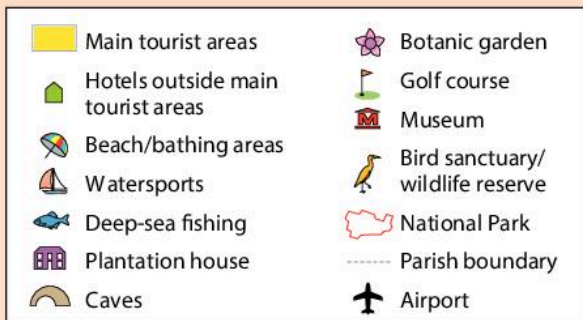 Main tourist areas
Hotels outside main
tourist areas
Beach/bathing areas
Watersports
Deep-sea fishing
Plantation house
Caves
Botanic garden
Golf course
Museum
Bird sanctuary/
wildlife reserve
National Park
Parish boundary
Airport